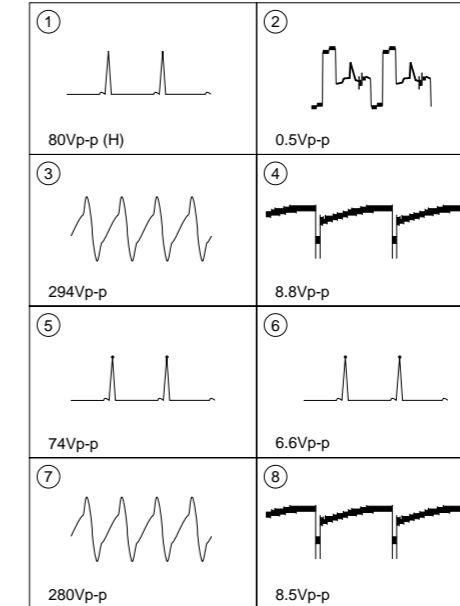 ① ②
80Vp-p (H) 0.5Vp-p
③ ④
294Vp-p 8.8Vp-p
⑤ ⑥
74Vp-p 6.6Vp-p
⑦ ⑧
280Vp-p 8.5Vp-p